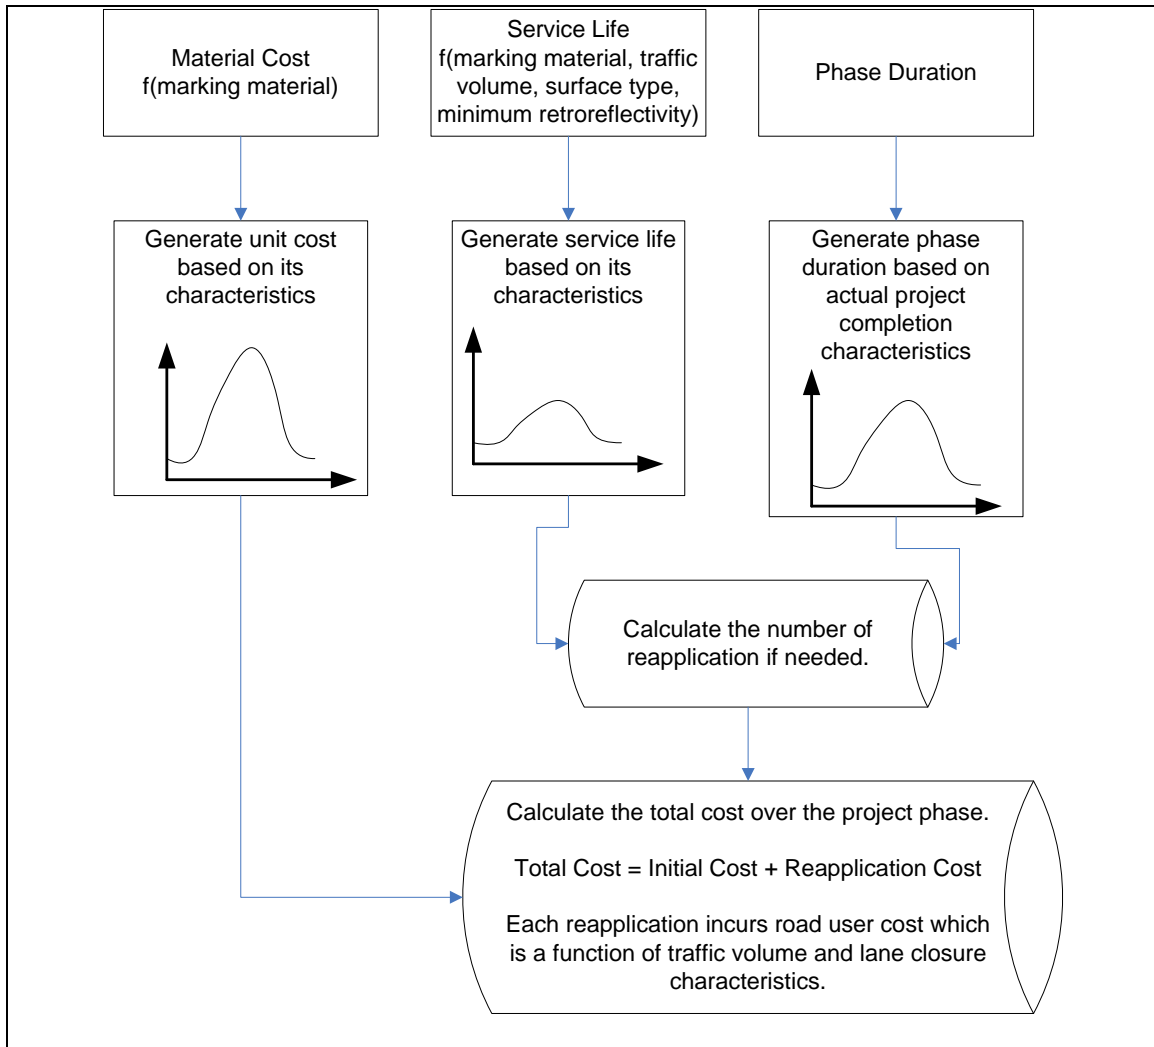 Material Cost
f(marking material)
Service Life
f(marking material, traffic
volume, surface type,
minimum retroreflectivity)
Phase Duration
Generate unit cost
based on its
characteristics
Generate service life
based on its
characteristics
Generate phase
duration based on
actual project
completion
characteristics
Calculate the number of
reapplication if needed.
Calculate the total cost over the project phase.
Total Cost = Initial Cost + Reapplication Cost
Each reapplication incurs road user cost which
is a function of traffic volume and lane closure
characteristics.